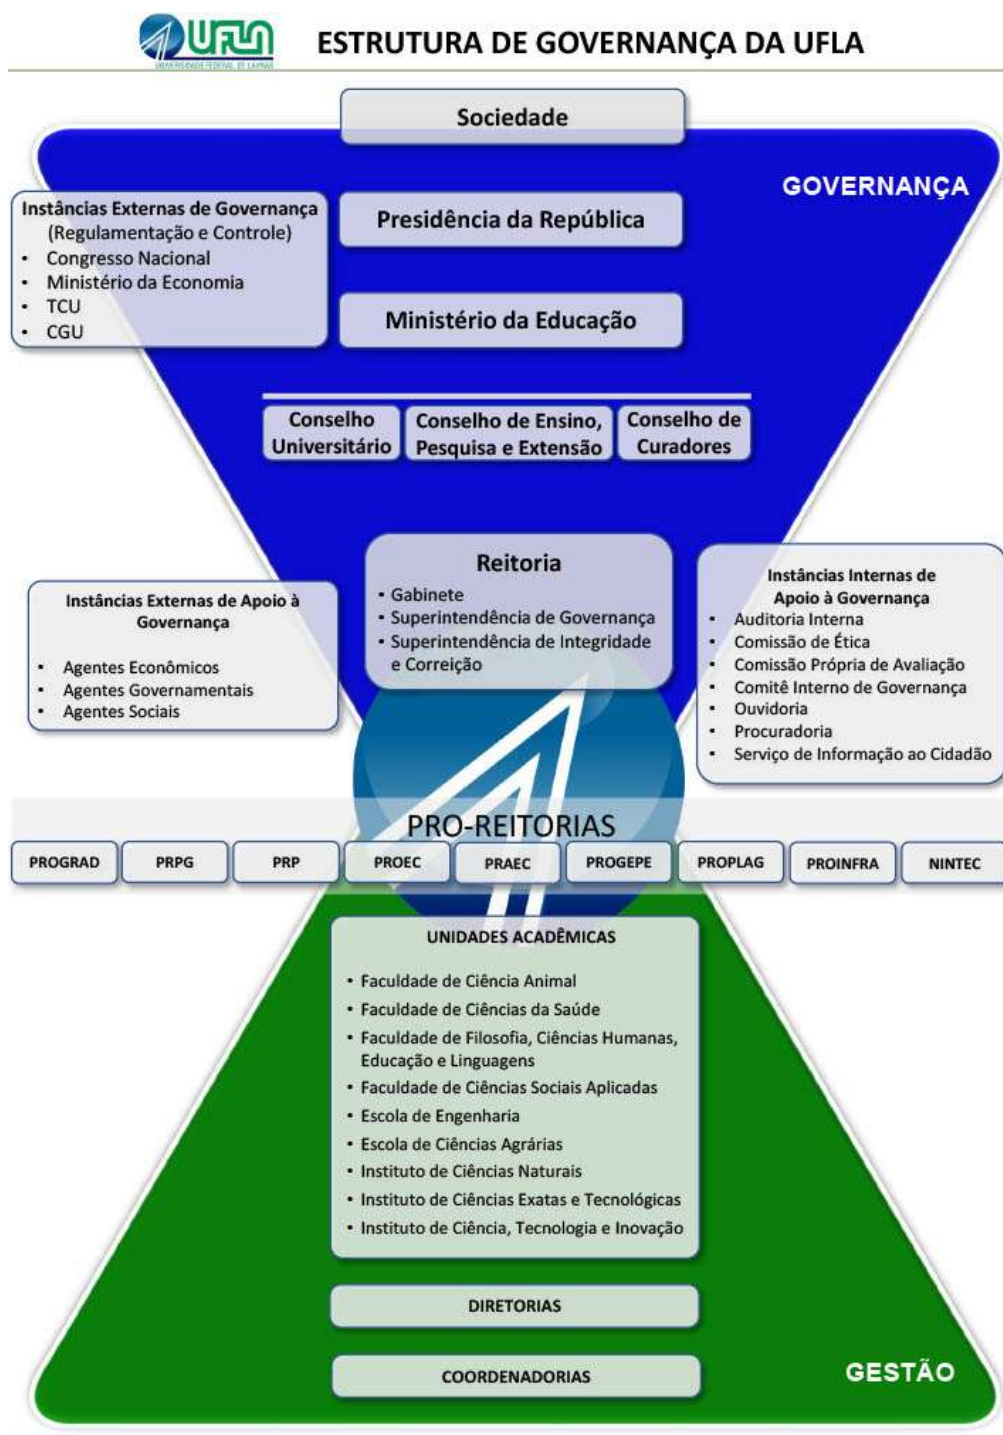 UFLA
UNIVERSIDADE FEDERAL DE LAVRAS
ESTRUTURA DE GOVERNANÇA DA UFLA
Sociedade
GOVERNANÇA
Instâncias Externas de Governança
(Regulamentação e Controle)
• Congresso Nacional
• Ministério da Economia
• TCU
• CGU
Presidência da República
Ministério da Educação
Conselho
Universitário
Conselho de Ensino,
Pesquisa e Extensão
Conselho de
Curadores
Reitoria
• Gabinete
• Superintendência de Governança
• Superintendência de Integridade
e Correição
Instâncias Externas de Apoio à
Governança
• Agentes Econômicos
• Agentes Governamentais
• Agentes Sociais
Instâncias Internas de
Apoio à Governança
• Auditoria Interna
• Comissão de Ética
• Comissão Própria de Avaliação
• Comitê Interno de Governança
• Ouvidoria
• Procuradoria
• Serviço de Informação ao Cidadão
PRO-REITORIAS
PROGRAD
PRPG
PRP
PROEC
PRAEC
PROGEPE
PROPLAG
PROINFRA
NINTEC
UNIDADES ACADÊMICAS
• Faculdade de Ciência Animal
• Faculdade de Ciências da Saúde
• Faculdade de Filosofia, Ciências Humanas,
Educação e Linguagens
• Faculdade de Ciências Sociais Aplicadas
• Escola de Engenharia
• Escola de Ciências Agrárias
• Instituto de Ciências Naturais
• Instituto de Ciências Exatas e Tecnológicas
• Instituto de Ciência, Tecnologia e Inovação
DIRETORIAS
COORDENADORIAS
GESTÃO